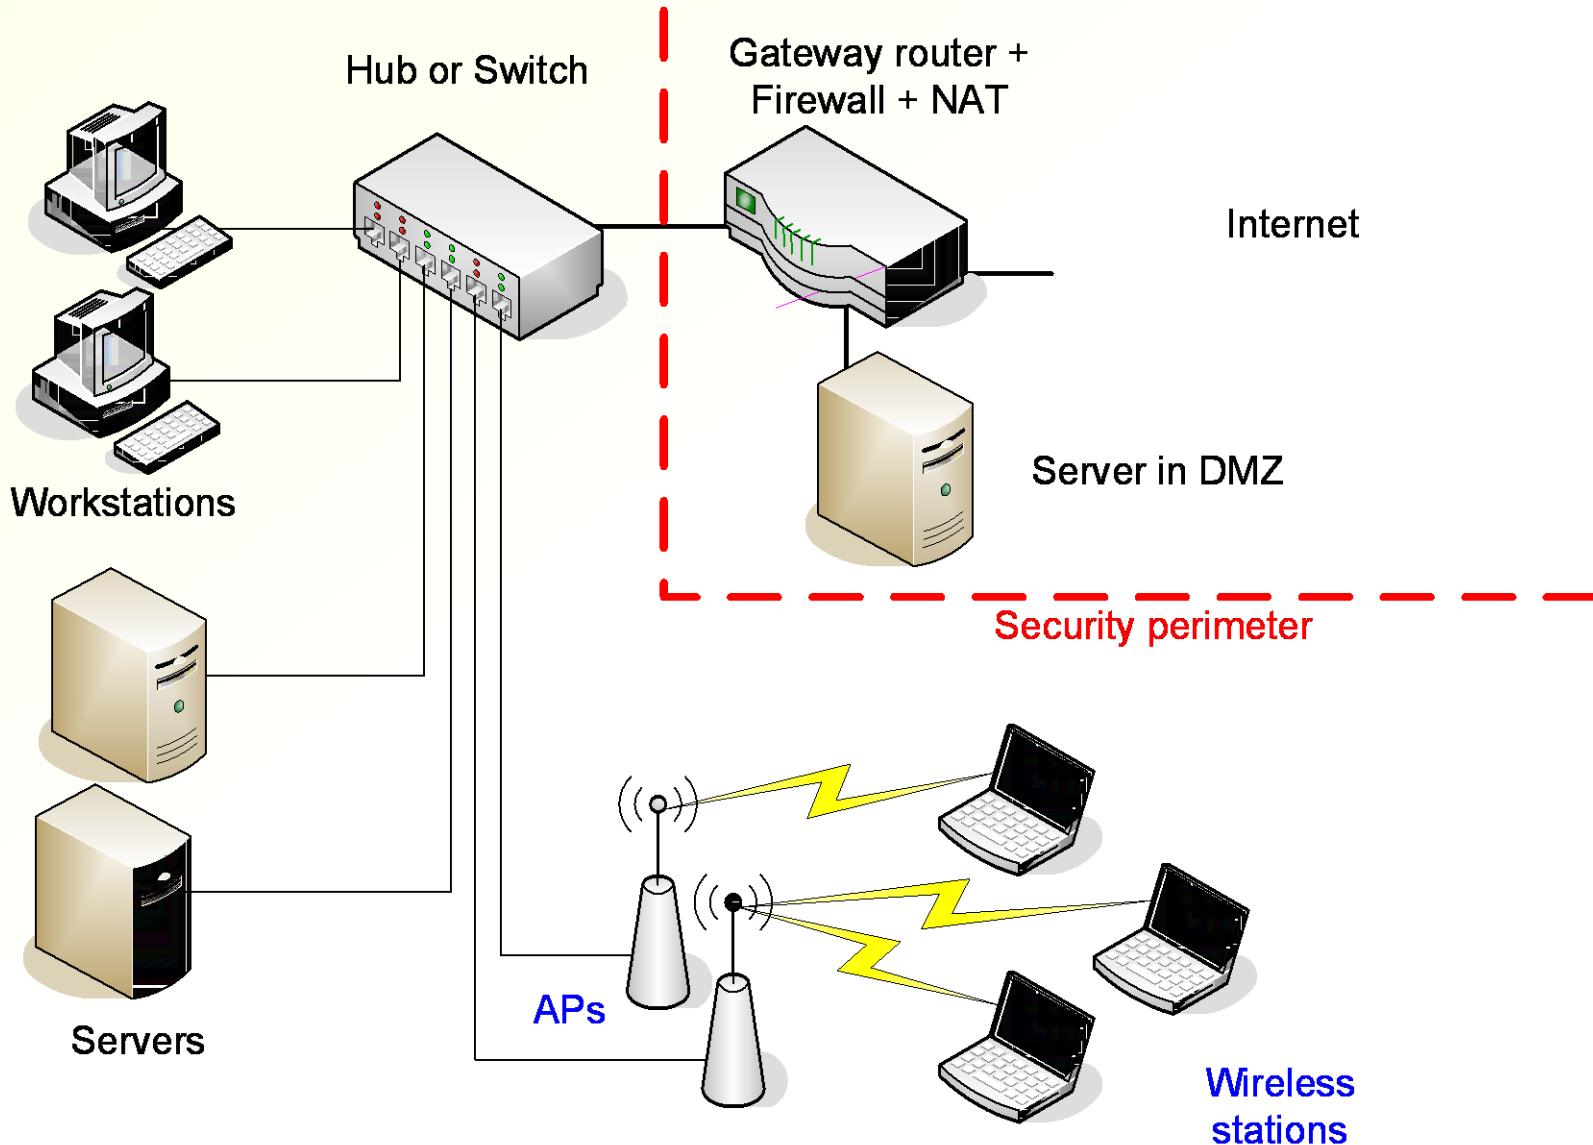 Hub or Switch
Gateway router +
Firewall + NAT
Internet
Server in DMZ
Workstations
Security perimeter
APs
Servers
Wireless
stations